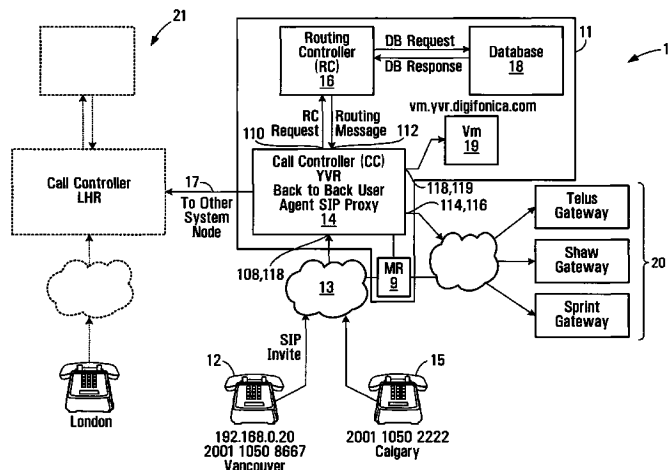 21
11
1
Routing
Controller
(RC)
16
DB Request
DB Response
Database
18
vm.yvr.digifonica.com
Vm
19
110
RC
Request
Routing
Message
112
Call Controller
LHR
17
To Other
System
Node
Call Controller (CC)
YVR
Back to Back User
Agent SIP Proxy
14
118,119
114,116
108,118
MR
9
13
Telus
Gateway
Shaw
Gateway
Sprint
Gateway
20
SIP
Invite
12
15
London
192.168.0.20
2001 1050 8667
Vancouver
2001 1050 2222
Calgary